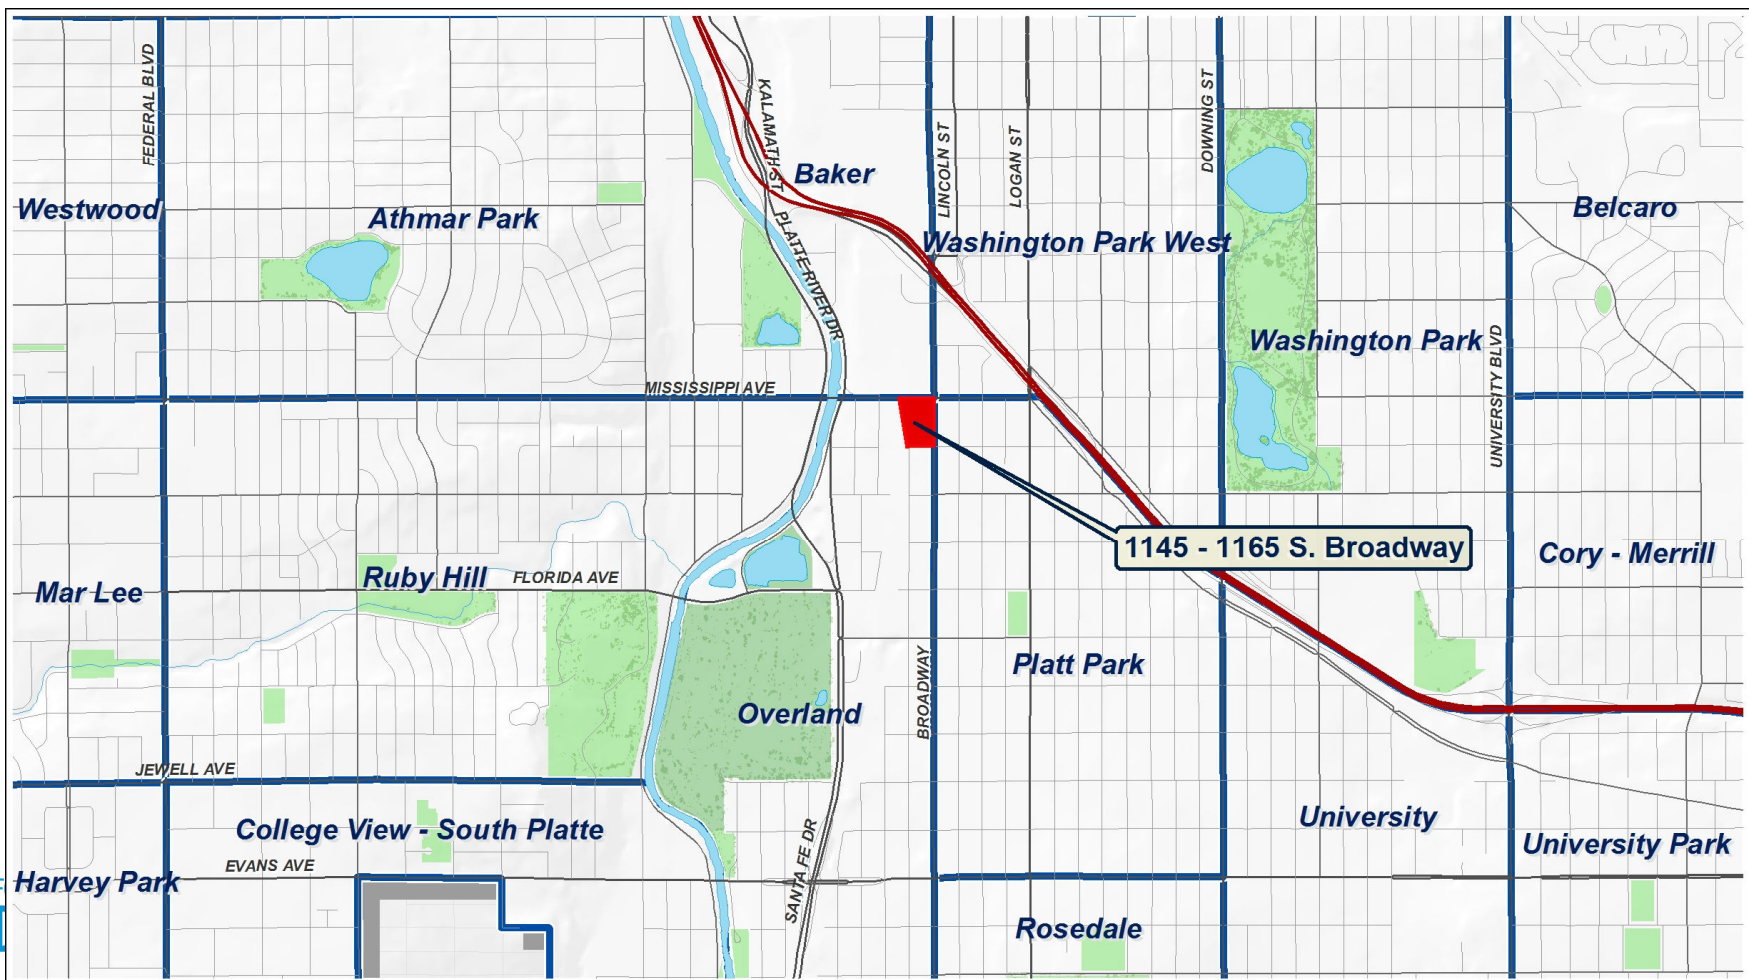 FEDERAL BLVD
KALAMATH ST
LINCOLN ST
LOGAN ST
DOWNING ST
Baker
Westwood
Athmar Park
PLATTE RIVER DR
Washington Park West
Belcaro
Washington Park
UNIVERSITY BLVD
MISSISSIPPI AVE
1145 - 1165 S. Broadway
Cory - Merrill
Mar Lee
Ruby Hill
FLORIDA AVE
Platt Park
BROADWAY
Overland
JEWELL AVE
College View - South Platte
University
University Park
EVANS AVE
SANTA FE DR
Harvey Park
Rosedale